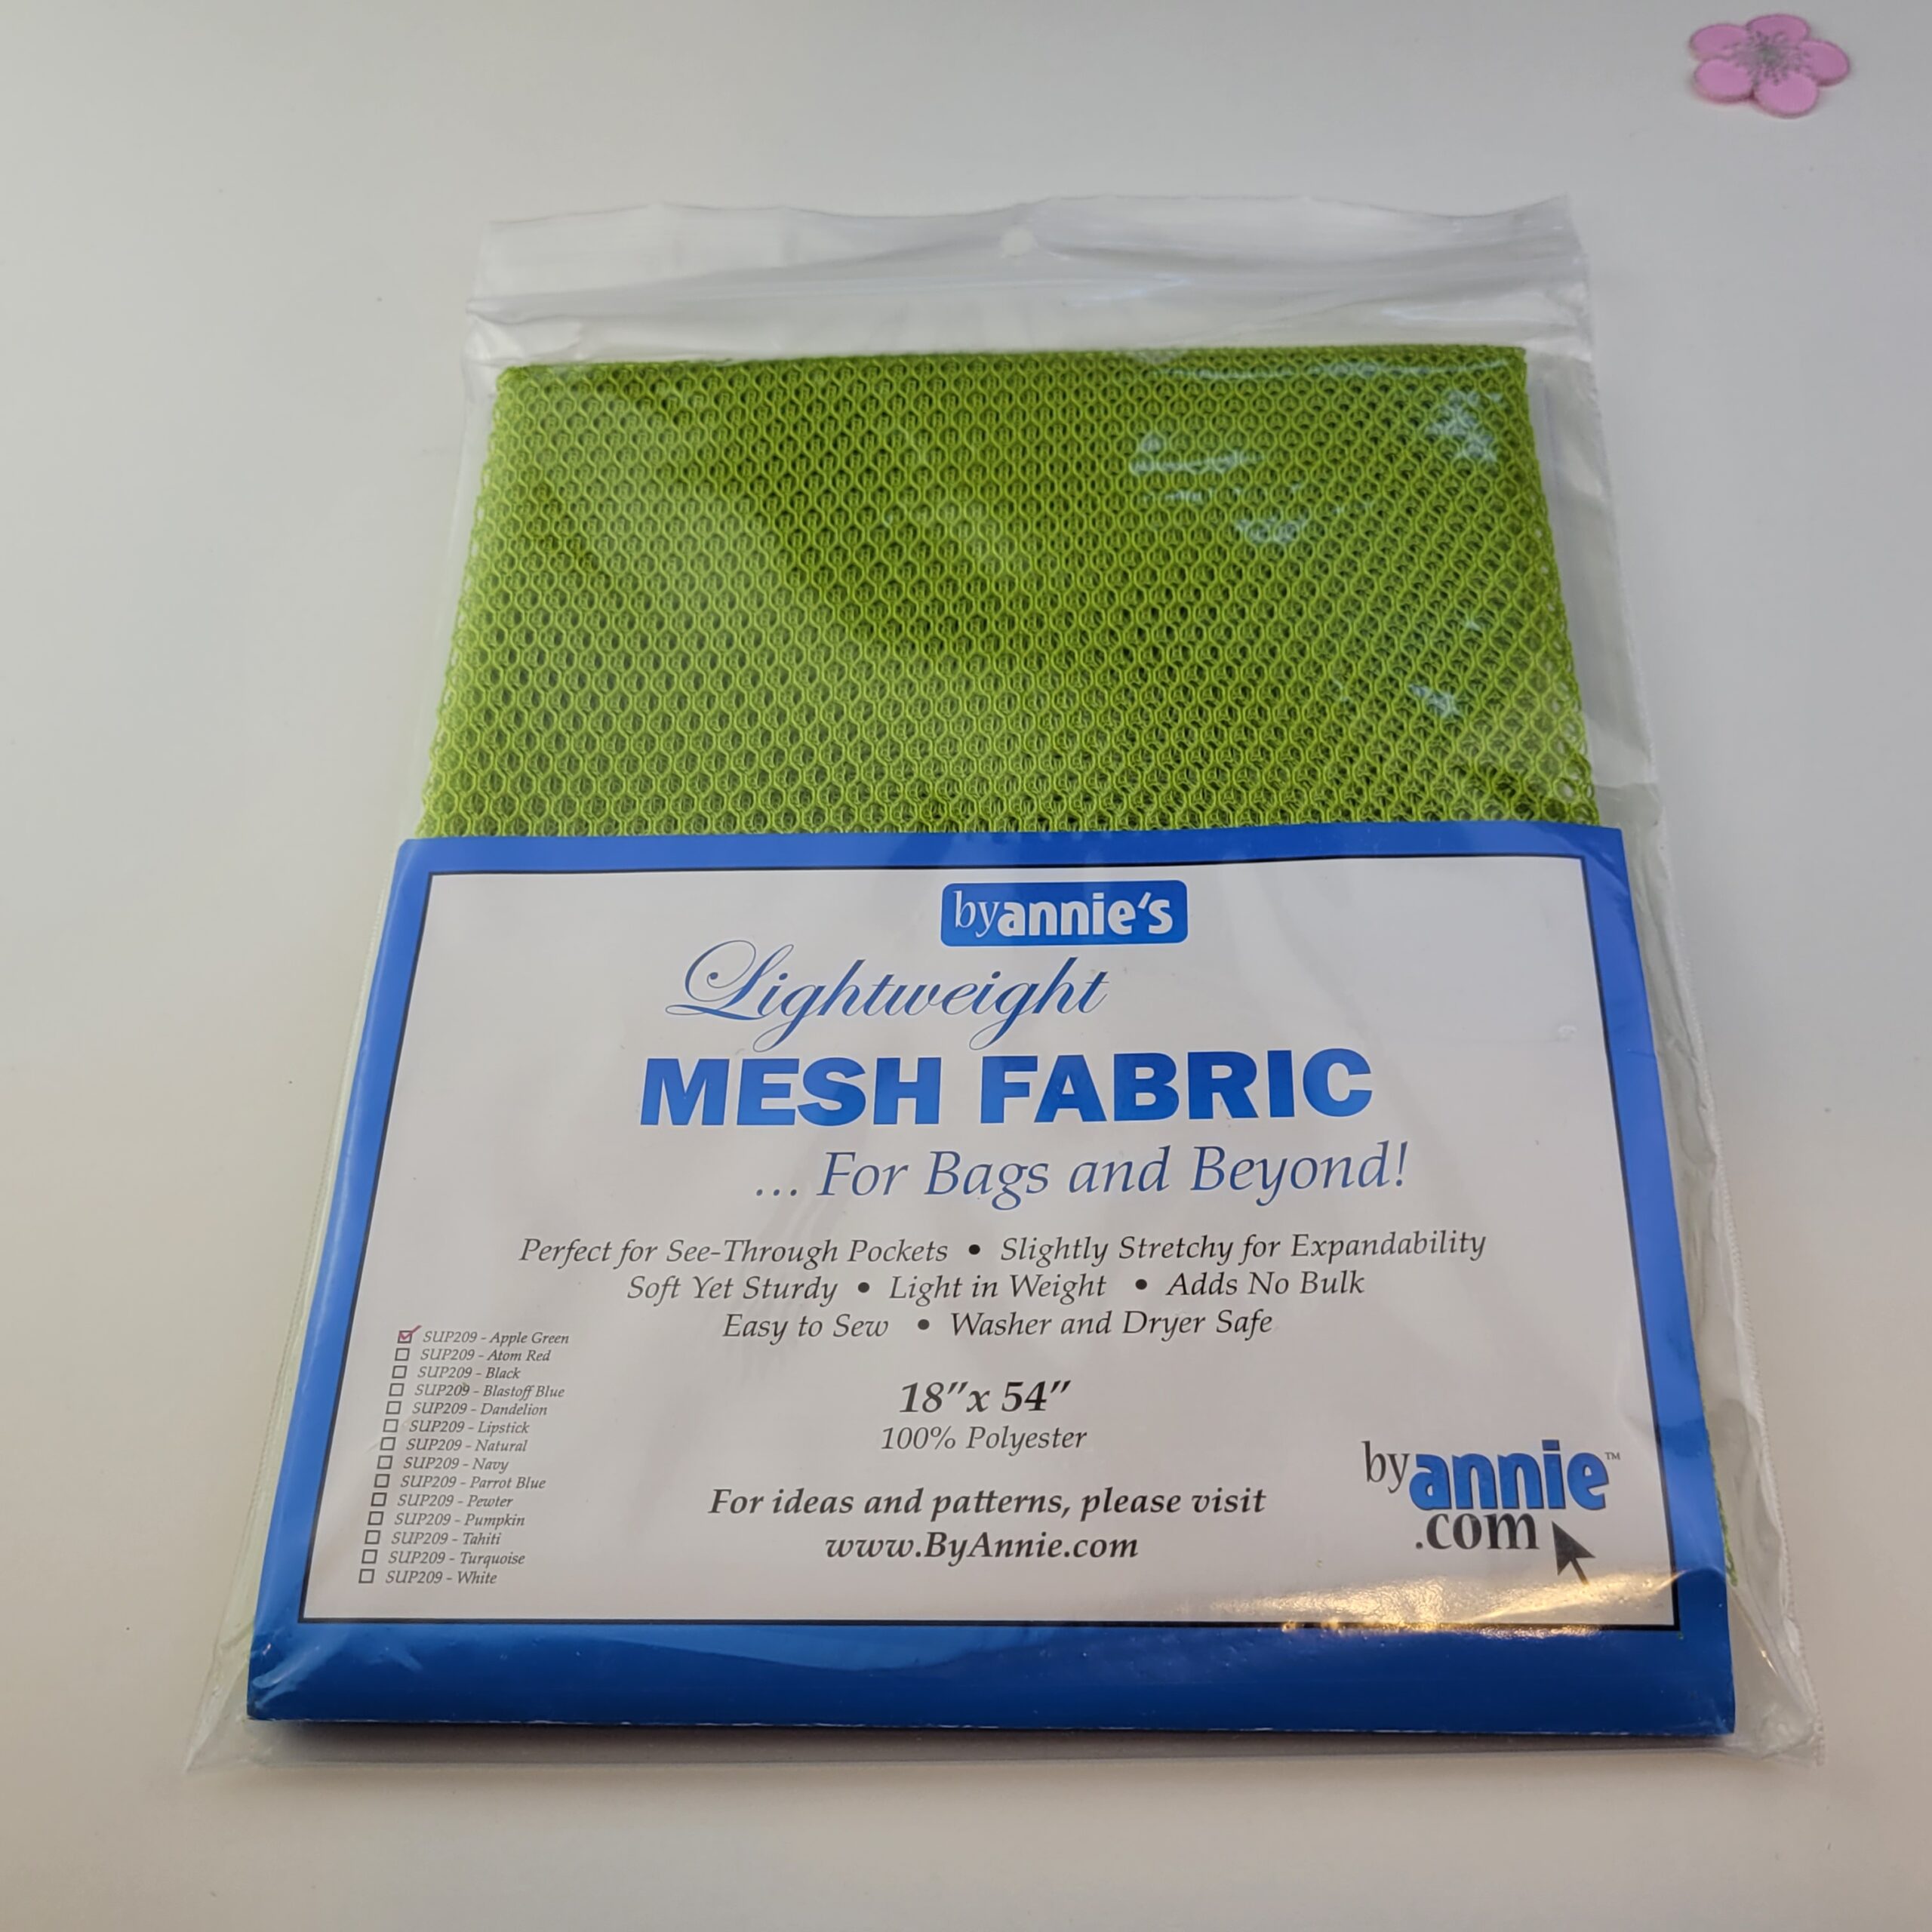 byannie's
Lightweight
MESH FABRIC
... For Bags and Beyond!
Perfect for See-Through Pockets • Slightly Stretchy for Expandability
Soft Yet Sturdy • Light in Weight • Adds No Bulk
Easy to Sew • Washer and Dryer Safe
SUP209 - Apple Green
SUP209 - Atom Red
SUP209 - Black
SUP209 - Blastoff Blue
SUP209 - Dandelion
SUP209 - Lipstick
SUP209 - Natural
SUP209 - Navy
SUP209 - Parrot Blue
SUP209 - Pewter
SUP209 - Pumpkin
SUP209 - Tahiti
SUP209 - Turquoise
SUP209 - White
18" x 54"
100% Polyester
For ideas and patterns, please visit
www.ByAnnie.com
byannie™
.com